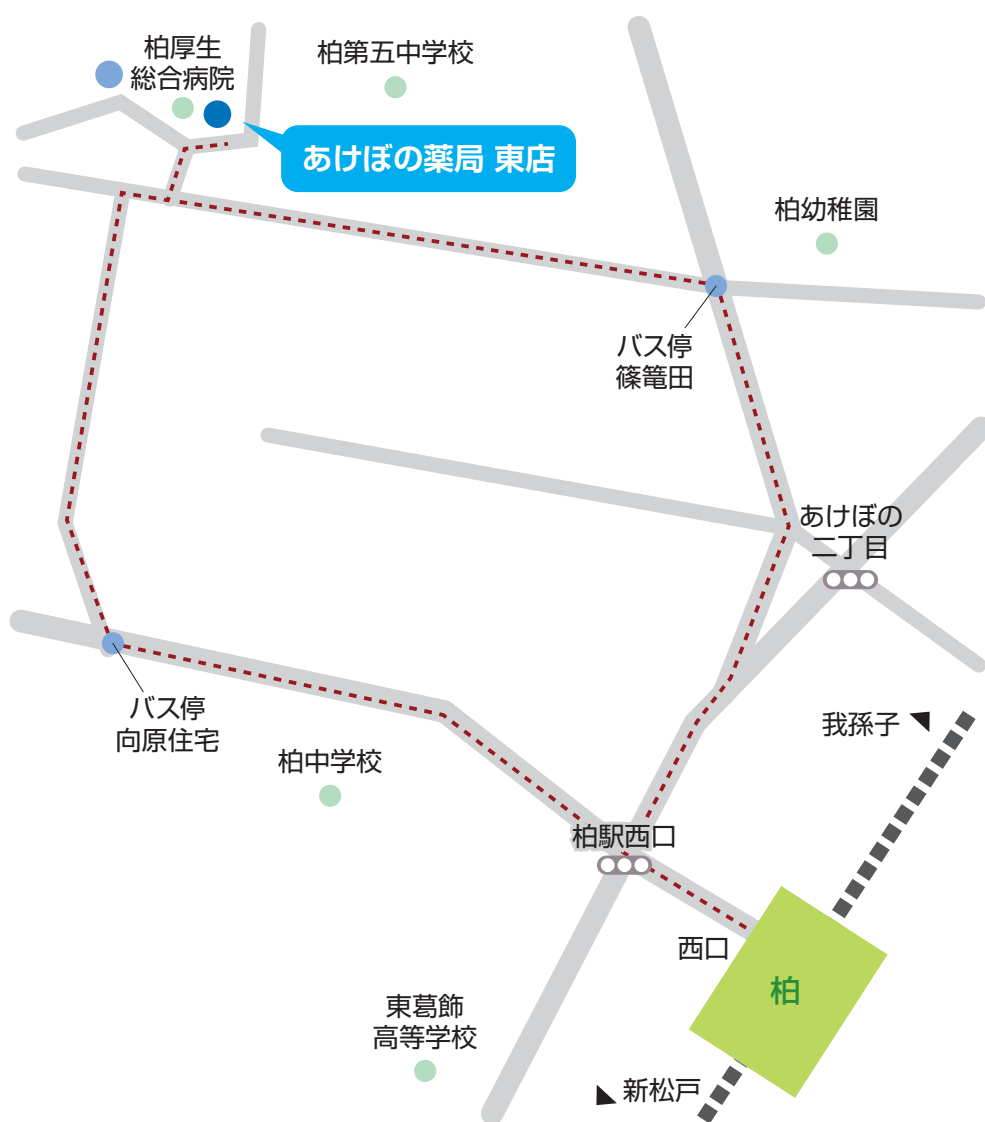 柏厚生
総合病院
柏第五中学校
あけぼの薬局 東店
柏幼稚園
バス停
篠籠田
あけぼの
二丁目
バス停
向原住宅
我孫子
柏中学校
柏駅西口
西口
柏
東葛飾
高等学校
新松戸